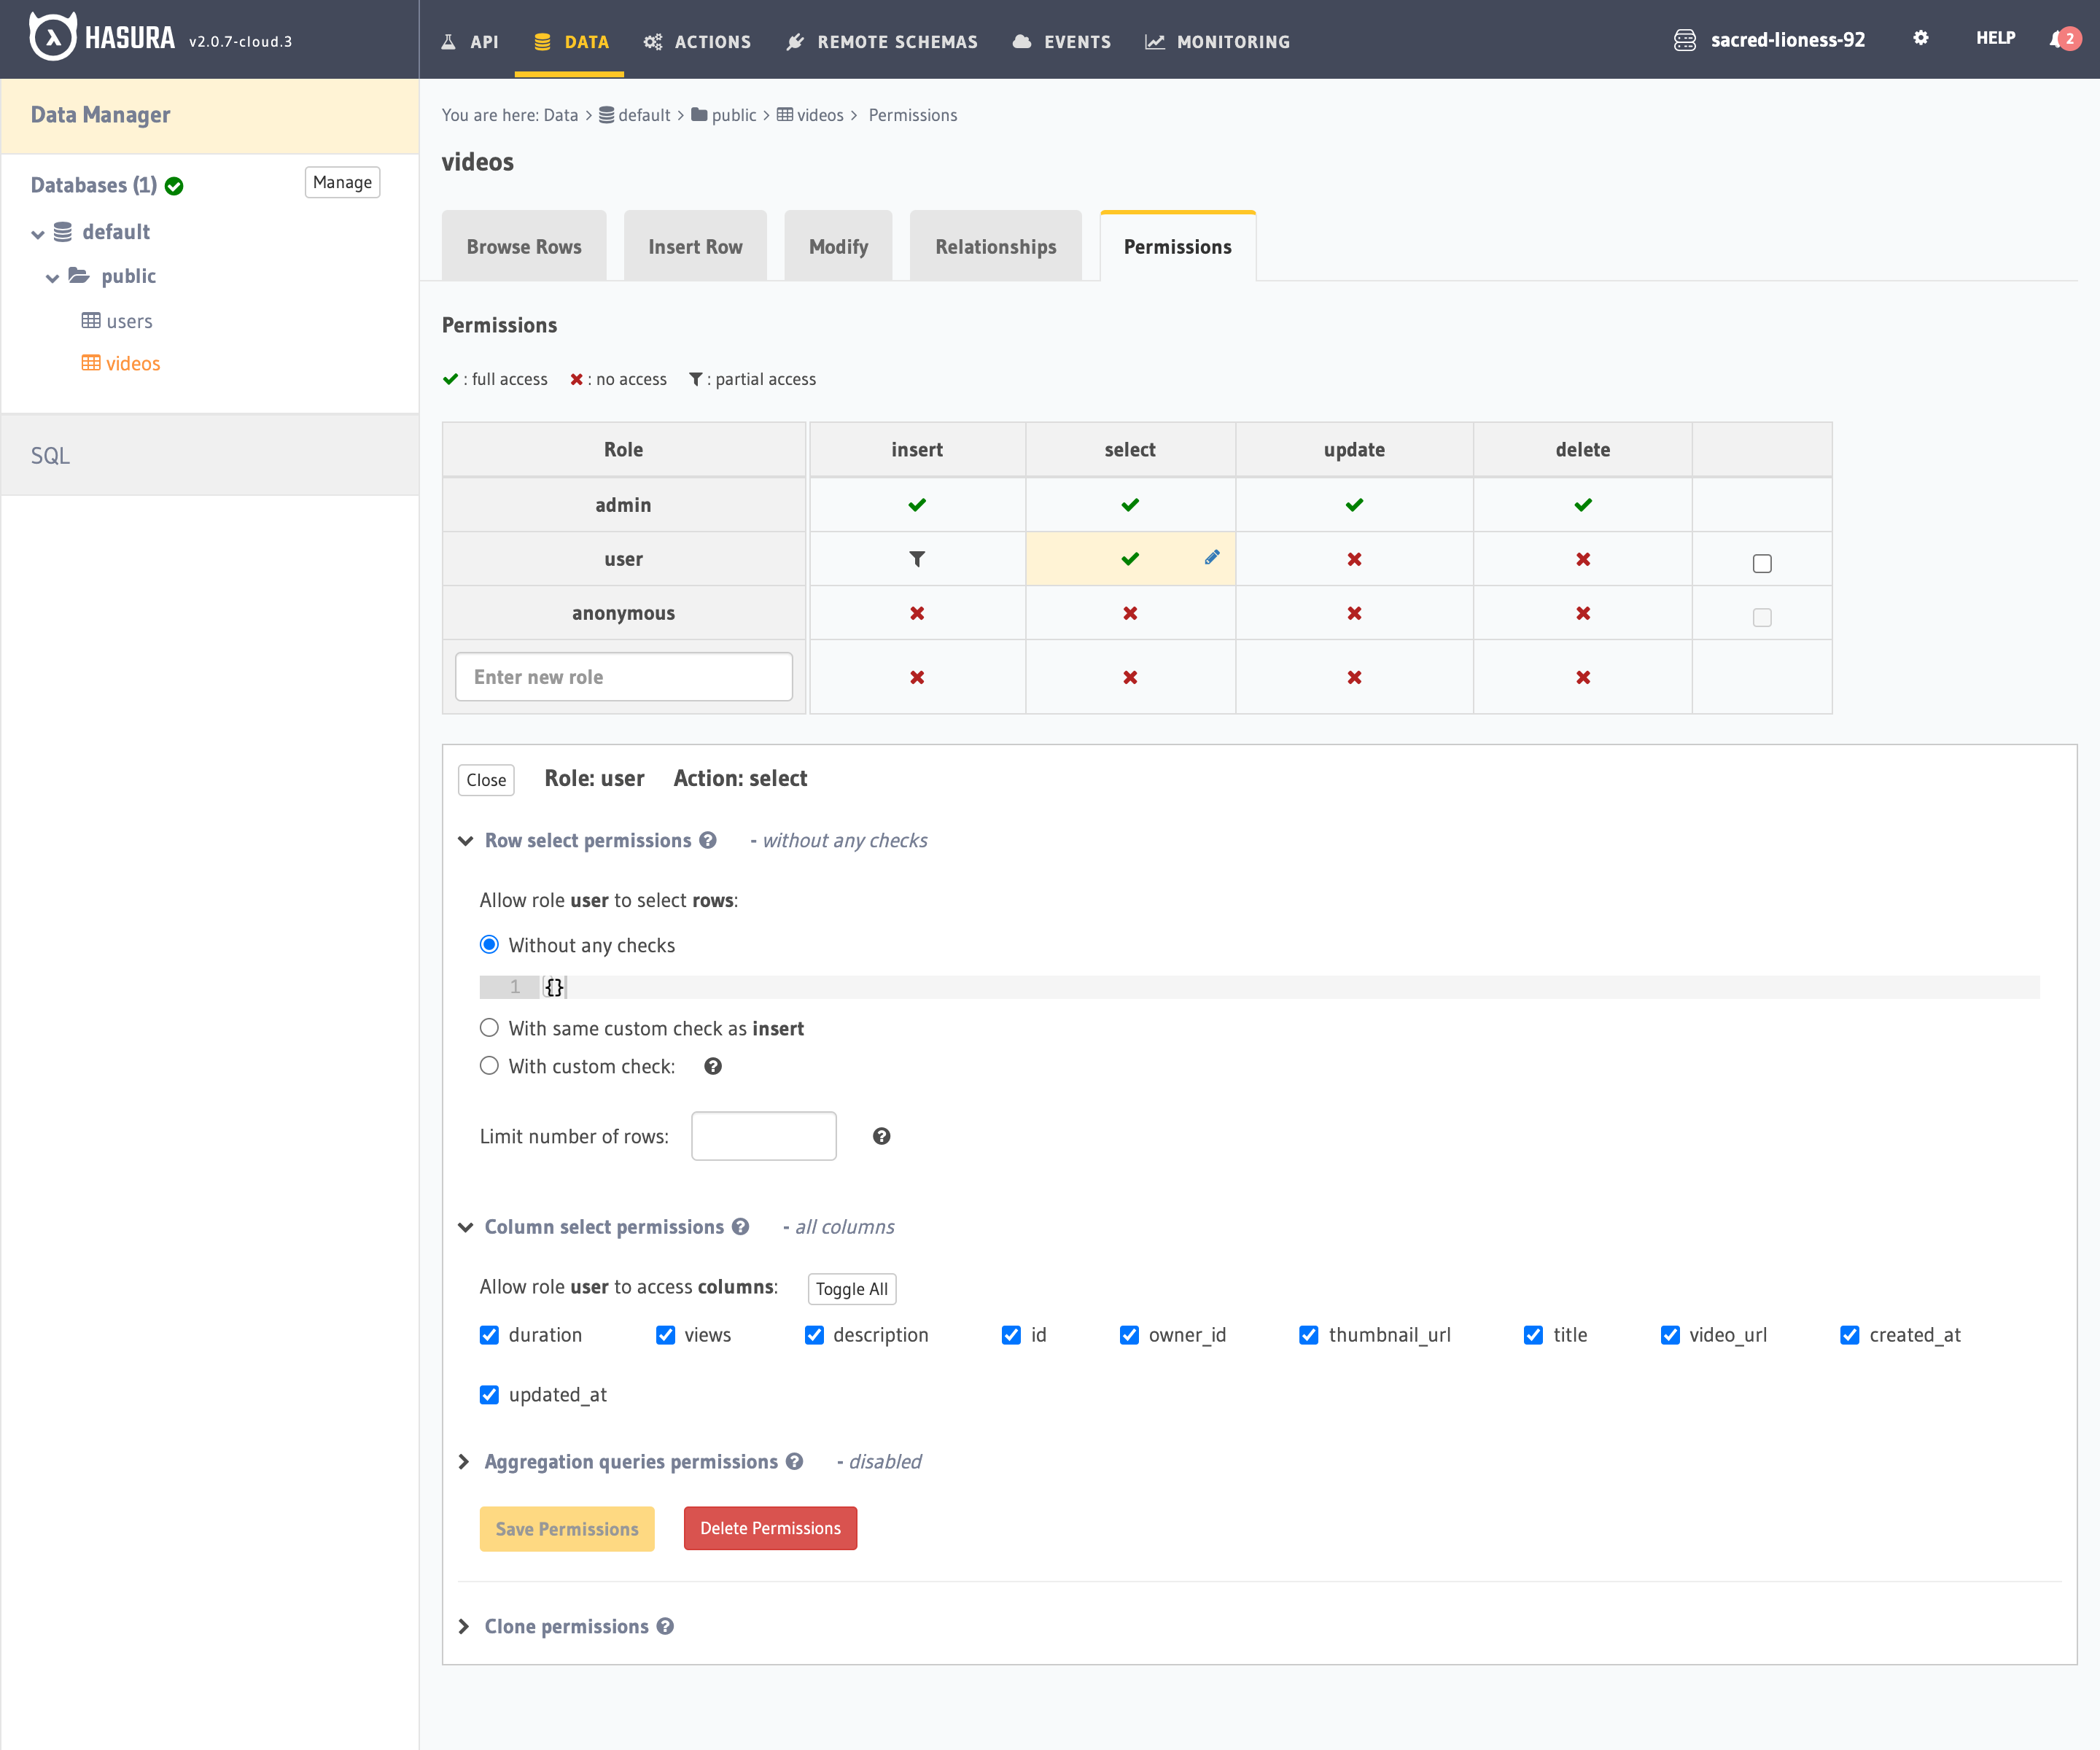 HASURA v2.0.7-cloud.3
API DATA ACTIONS REMOTE SCHEMAS EVENTS MONITORING sacred-lioness-92 HELP 2
Data Manager
Databases (1) Manage
default
public
users
videos
SQL
You are here: Data > default > public > videos > Permissions
videos
Browse Rows Insert Row Modify Relationships Permissions
Permissions
: full access : no access : partial access
Role insert select update delete
admin
user
anonymous
Enter new role
Close Role: user Action: select
Row select permissions - without any checks
Allow role user to select rows:
Without any checks
1 {}
With same custom check as insert
With custom check:
Limit number of rows:
Column select permissions - all columns
Allow role user to access columns: Toggle All
duration views description id owner_id thumbnail_url title video_url created_at
updated_at
Aggregation queries permissions - disabled
Save Permissions Delete Permissions
Clone permissions